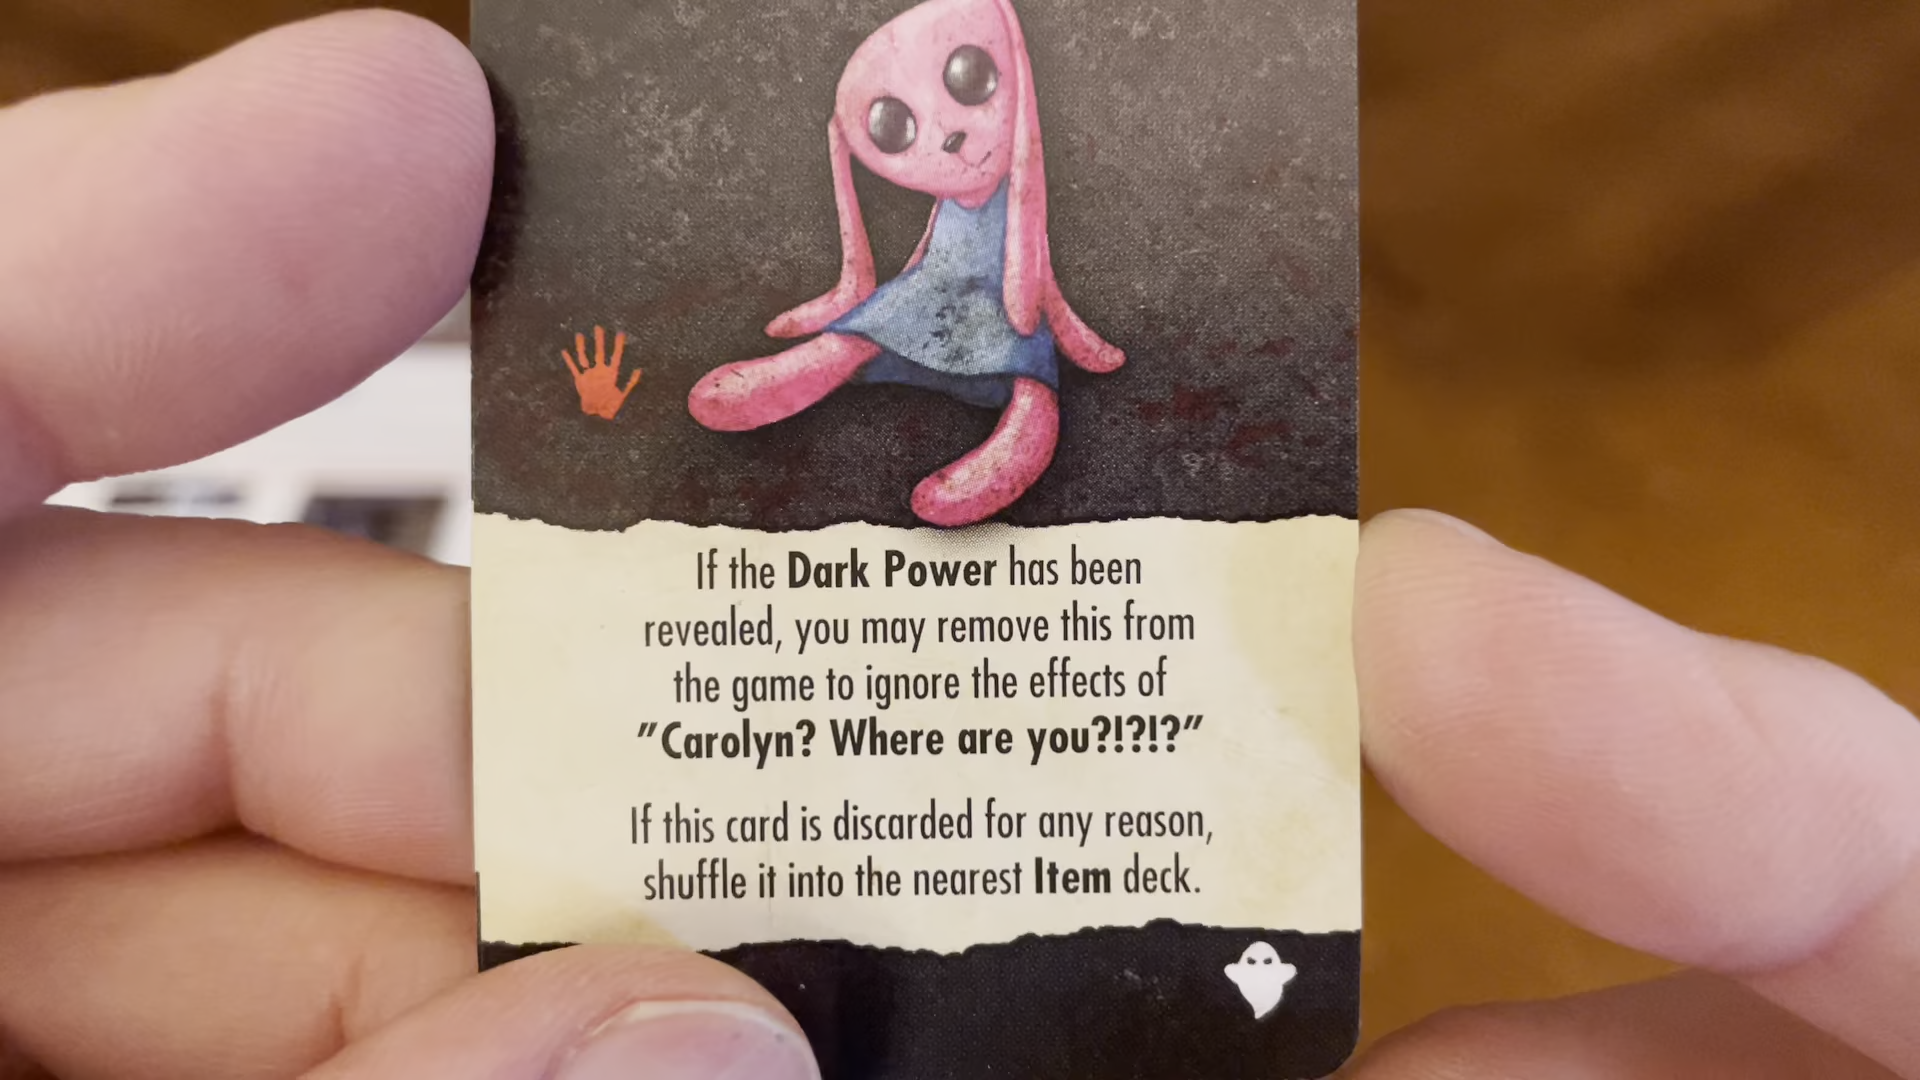 If the Dark Power has been
revealed, you may remove this from
the game to ignore the effects of
"Carolyn? Where are you?!?!?"
If this card is discarded for any reason,
shuffle it into the nearest Item deck.